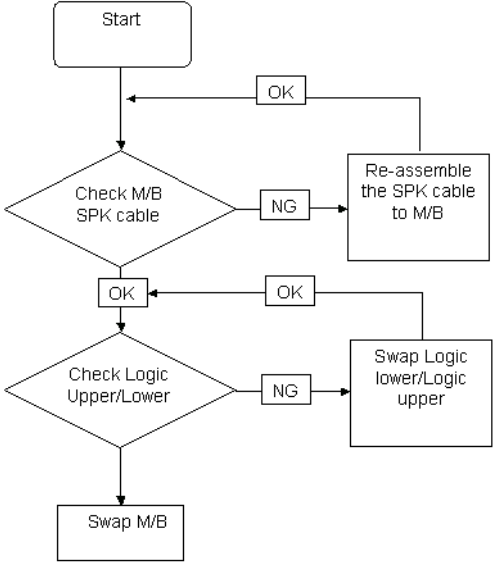 Start
OK
Check M/B
SPK cable
NG
Re-assemble
the SPK cable
to M/B
OK
OK
Check Logic
Upper/Lower
NG
Swap Logic
lower/Logic
upper
Swap M/B